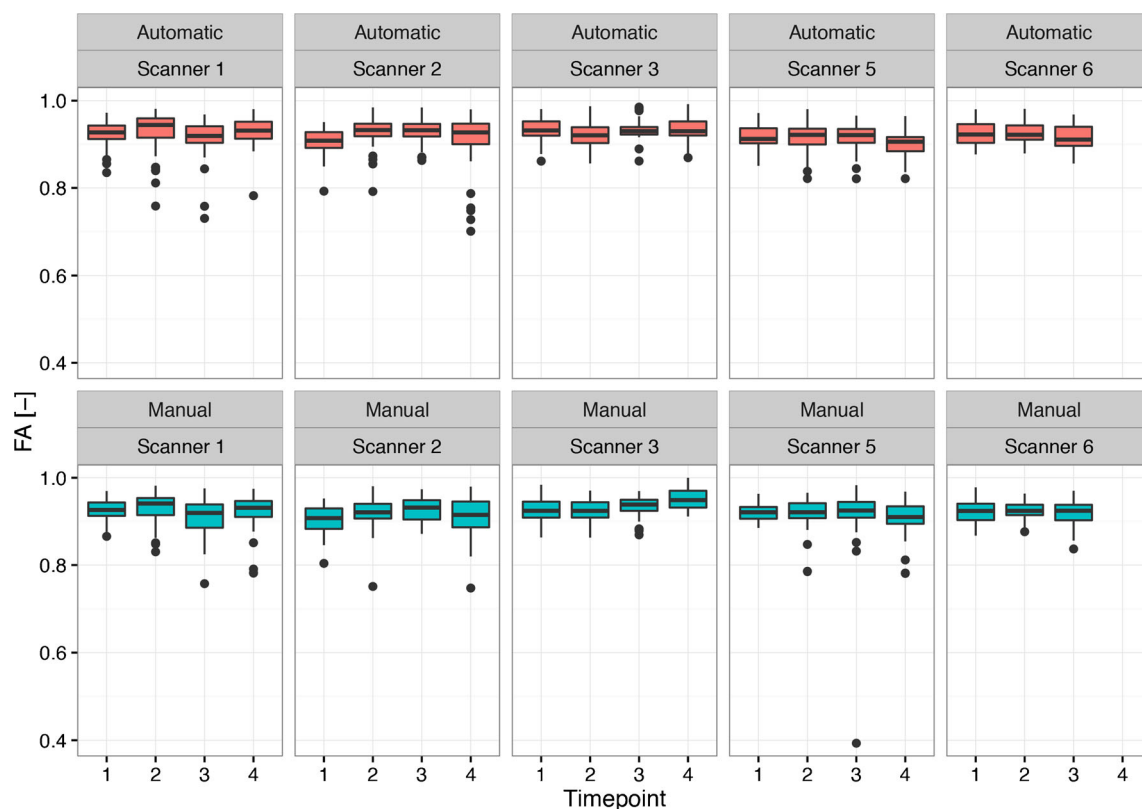 Automatic Automatic Automatic Automatic Automatic
Scanner 1 Scanner 2 Scanner 3 Scanner 5 Scanner 6
1.0
0.8
0.6
0.4
FA [−]
Manual Manual Manual Manual Manual
Scanner 1 Scanner 2 Scanner 3 Scanner 5 Scanner 6
1.0
0.8
0.6
0.4
1 2 3 4 1 2 3 4 1 2 3 4 1 2 3 4 1 2 3 4
Timepoint